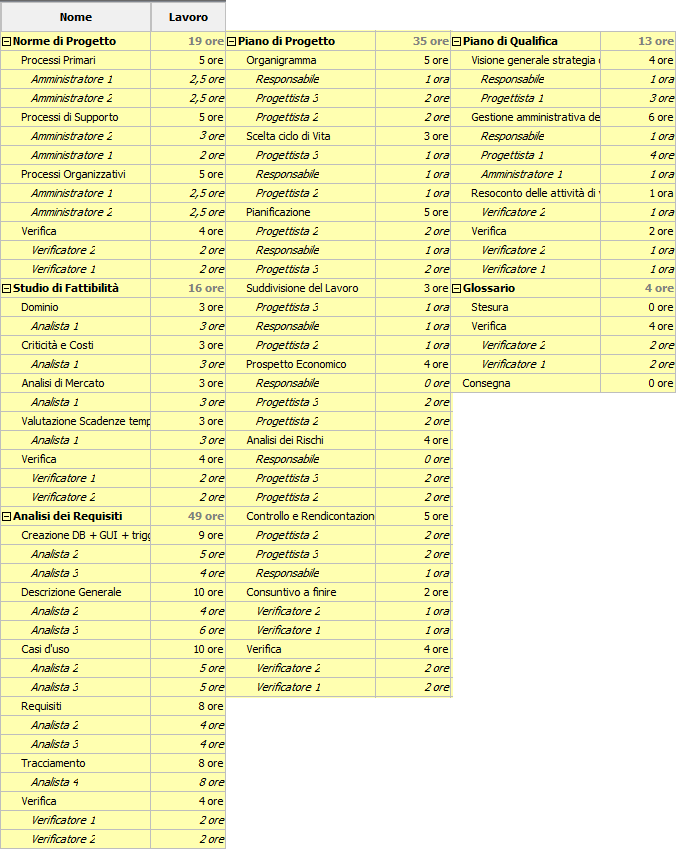 Nome Lavoro
Norme di Progetto 19 ore
Processi Primari 5 ore
Amministratore 1 2,5 ore
Amministratore 2 2,5 ore
Processi di Supporto 5 ore
Amministratore 2 3 ore
Amministratore 1 2 ore
Processi Organizzativi 5 ore
Amministratore 1 2,5 ore
Amministratore 2 2,5 ore
Verifica 4 ore
Verificatore 2 2 ore
Verificatore 1 2 ore
Studio di Fattibilità 16 ore
Dominio 3 ore
Analista 1 3 ore
Criticità e Costi 3 ore
Analista 1 3 ore
Analisi di Mercato 3 ore
Analista 1 3 ore
Valutazione Scadenze temp 3 ore
Analista 1 3 ore
Verifica 4 ore
Verificatore 1 2 ore
Verificatore 2 2 ore
Analisi dei Requisiti 49 ore
Creazione DB + GUI + trigg 9 ore
Analista 2 5 ore
Analista 3 4 ore
Descrizione Generale 10 ore
Analista 2 4 ore
Analista 3 6 ore
Casi d'uso 10 ore
Analista 2 5 ore
Analista 3 5 ore
Requisiti 8 ore
Analista 2 4 ore
Analista 3 4 ore
Tracciamento 8 ore
Analista 4 8 ore
Verifica 4 ore
Verificatore 1 2 ore
Verificatore 2 2 ore
Piano di Progetto 35 ore
Organigramma 5 ore
Responsabile 1 ora
Progettista 3 2 ore
Progettista 2 2 ore
Scelta ciclo di Vita 3 ore
Progettista 3 1 ora
Responsabile 1 ora
Progettista 2 1 ora
Pianificazione 5 ore
Progettista 2 2 ore
Responsabile 1 ora
Progettista 3 2 ore
Suddivisione del Lavoro 3 ore
Progettista 3 1 ora
Responsabile 1 ora
Progettista 2 1 ora
Prospetto Economico 4 ore
Responsabile 0 ore
Progettista 3 2 ore
Progettista 2 2 ore
Analisi dei Rischi 4 ore
Responsabile 0 ore
Progettista 3 2 ore
Progettista 2 2 ore
Controllo e Rendicontazion 5 ore
Progettista 2 2 ore
Progettista 3 2 ore
Responsabile 1 ora
Consuntivo a finire 2 ore
Verificatore 2 1 ora
Verificatore 1 1 ora
Verifica 4 ore
Verificatore 2 2 ore
Verificatore 1 2 ore
Piano di Qualifica 13 ore
Visione generale strategia 4 ore
Responsabile 1 ora
Progettista 1 3 ore
Gestione amministrativa de 6 ore
Responsabile 1 ora
Progettista 1 4 ore
Amministratore 1 1 ora
Resoconto delle attività di 1 ora
Verificatore 2 1 ora
Verifica 2 ore
Verificatore 2 1 ora
Verificatore 1 1 ora
Glossario 4 ore
Stesura 0 ore
Verifica 4 ore
Verificatore 2 2 ore
Verificatore 1 2 ore
Consegna 0 ore